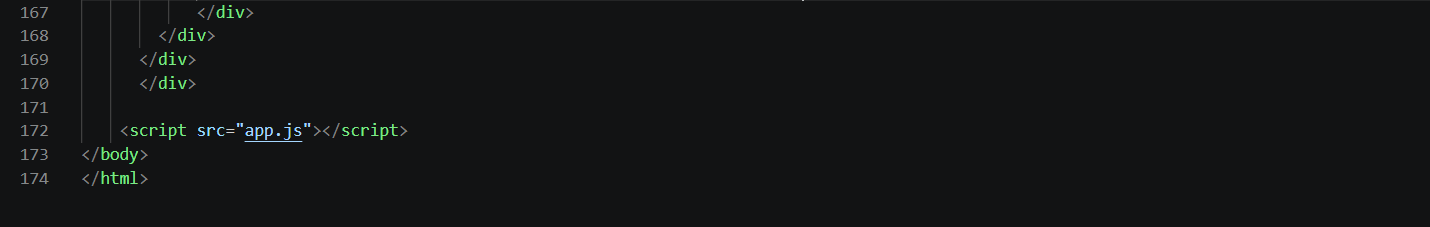 167 </div>
168 </div>
169 </div>
170 </div>
171
172 <script src="app.js"></script>
173 </body>
174 </html>